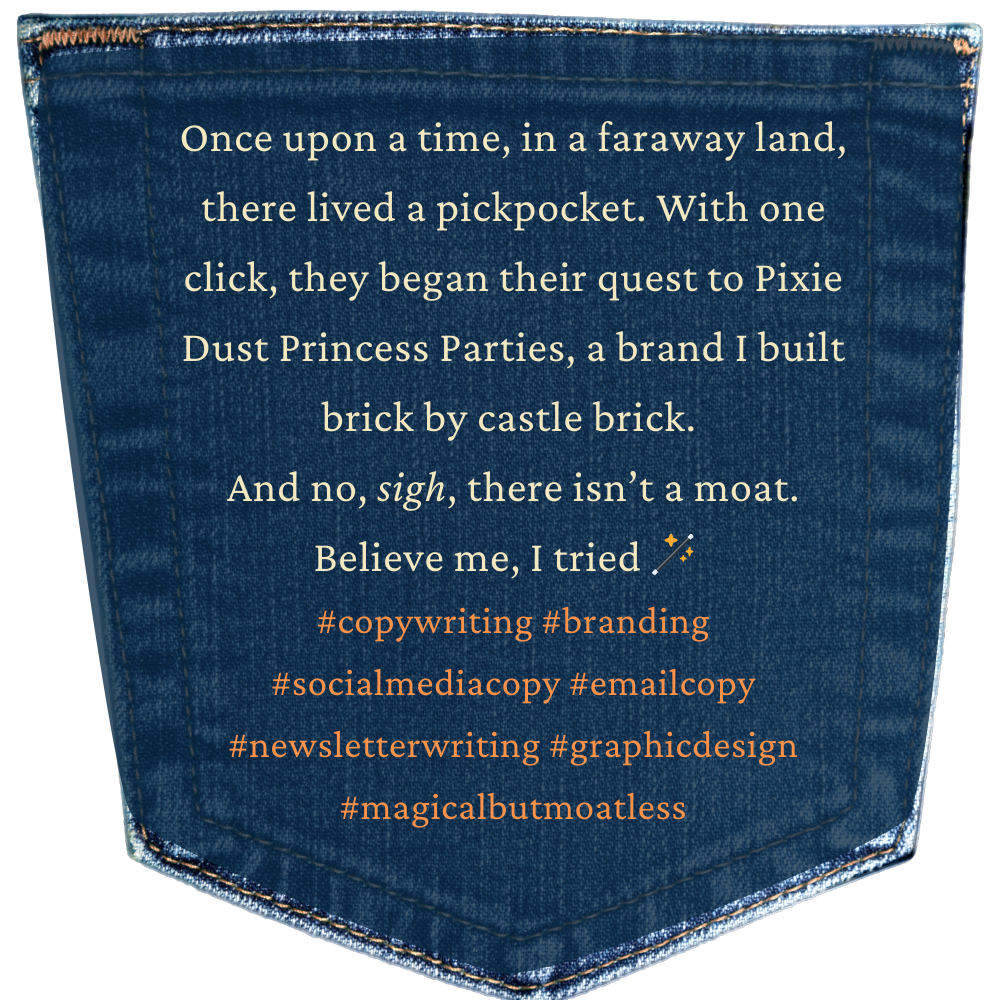 Once upon a time, in a faraway land,
there lived a pickpocket. With one
click, they began their quest to Pixie
Dust Princess Parties, a brand I built
brick by castle brick.
And no, sigh, there isn’t a moat.
Believe me, I tried
#copywriting #branding
#socialmediacopy #emailcopy
#newsletterwriting #graphicdesign
#magicalbutmoatless